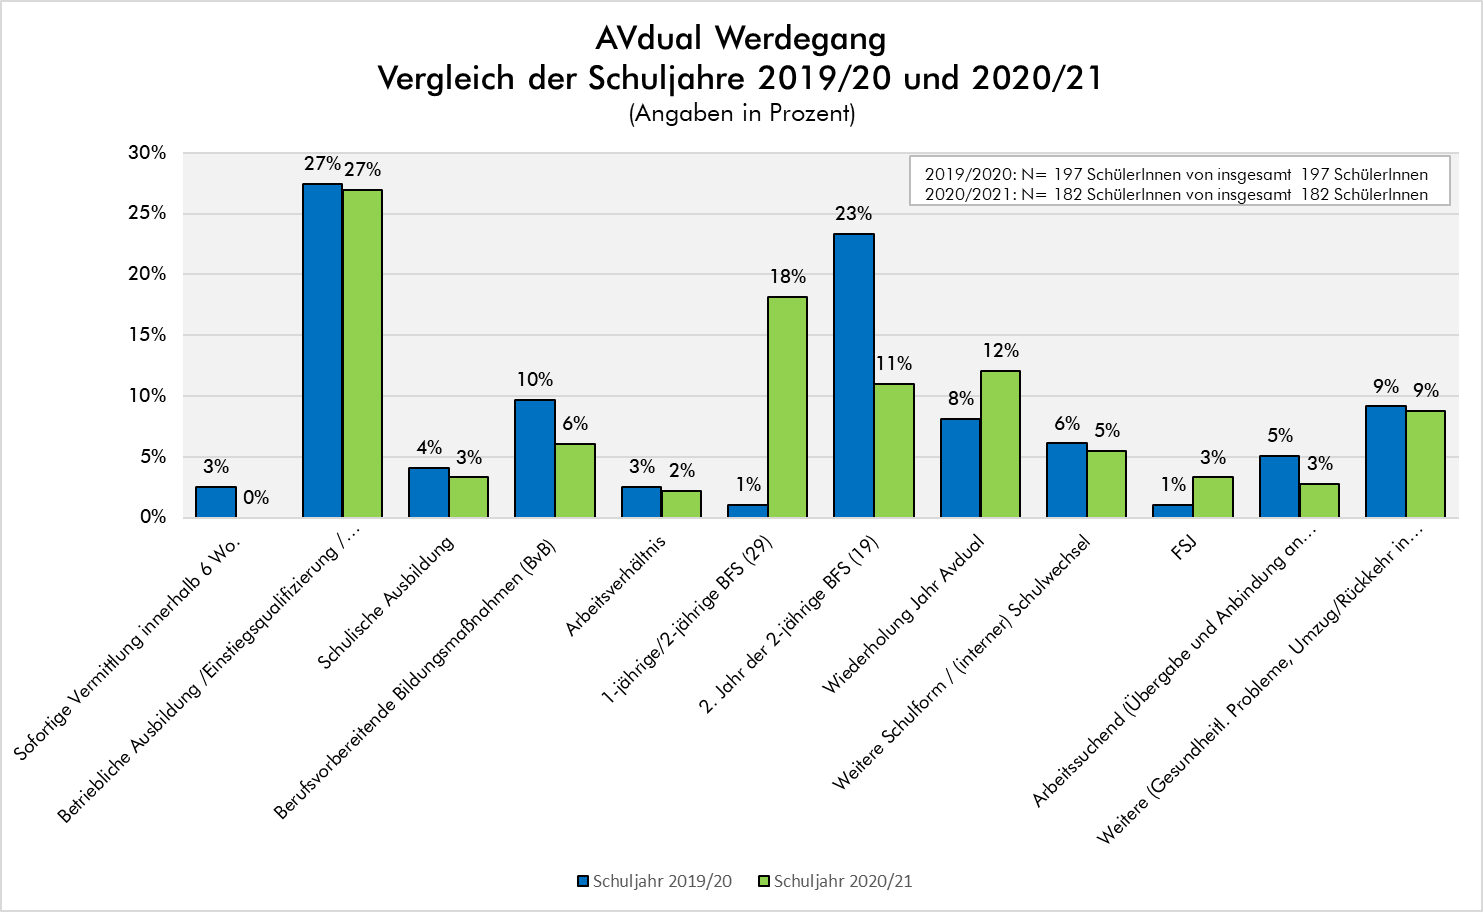 AVdual Werdegang
Vergleich der Schuljahre 2019/20 und 2020/21
(Angaben in Prozent)
2019/2020: N= 197 SchülerInnen von insgesamt 197 SchülerInnen
2020/2021: N= 182 SchülerInnen von insgesamt 182 SchülerInnen
30%
25%
20%
15%
10%
5%
0%
3%
0%
27%
27%
4%
3%
10%
6%
3%
2%
1%
18%
23%
11%
8%
12%
6%
5%
1%
3%
5%
3%
9%
9%
Sofortige Vermittlung innerhalb 6 Wo.
Betriebliche Ausbildung /Einstiegsqualifizierung /...
Schulische Ausbildung
Berufsvorbereitende Bildungsmaßnahmen (BvB)
Arbeitsverhältnis
1-jährige/2-jährige BFS (29)
2. Jahr der 2-jährige BFS (19)
Wiederholung Jahr Avdual
Weitere Schulform / (interner) Schulwechsel
FSJ
Arbeitssuchend (Übergabe und Anbindung an...
Weitere (Gesundheitl. Probleme, Umzug/Rückkehr in...
Schuljahr 2019/20
Schuljahr 2020/21